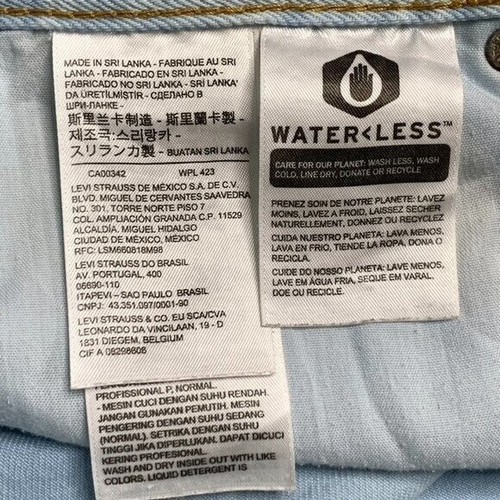 MADE IN SRI LANKA - FABRIQUE AU SRI
LANKA - FABRICADO EN SRI LANKA -
FABRICADO NO SRI LANKA - SRİ LANKA'
DA ÜRETİLMİŞTİR - СДЕЛАНО В
ШРИ-ЛАНКЕ -
斯里兰卡制造 - 斯里蘭卡製 -
제조국:스리랑카 -
スリランカ製 - BUATAN SRI LANKA
CA00342 WPL 423
LEVI STRAUSS DE MÉXICO S.A. DE C.V.
BLVD. MIGUEL DE CERVANTES SAAVEDRA
NO. 301, TORRE NORTE PISO 7
COL. AMPLIACIÓN GRANADA C.P. 11529
ALCALDÍA. MIGUEL HIDALGO
CIUDAD DE MÉXICO, MÉXICO
RFC: LSM660818M98
LEVI STRAUSS DO BRASIL
AV. PORTUGAL, 400
06690-110
ITAPEVI – SAO PAULO BRASIL
CNPJ: 43.351.097/0001-90
LEVI STRAUSS & CO. EU SCA/CVA
LEONARDO DA VINCILAAN, 19 - D
1831 DIEGEM, BELGIUM
CIF A 08298608
PROFISSIONAL P, NORMAL.
- MESIN CUCI DENGAN SUHU RENDAH.
JANGAN GUNAKAN PEMUTIH. MESIN
PENGERING DENGAN SUHU SEDANG
(NORMAL). SETRIKA DENGAN SUHU
TINGGI JIKA DIPERLUKAN. DAPAT DICUCI
KERING PROFESIONAL.
WASH AND DRY INSIDE OUT WITH LIKE
COLORS. LIQUID DETERGENT IS
WATER<LESS™
CARE FOR OUR PLANET: WASH LESS, WASH
COLD, LINE DRY, DONATE OR RECYCLE
PRENEZ SOIN DE NOTRE PLANETE: LAVEZ
MOINS, LAVEZ A FROID, LAISSEZ SECHER
NATURELLEMENT, DONNEZ OU RECYCLEZ
CUIDA NUESTRO PLANETA: LAVA MENOS,
LAVA EN FRIO, TIENDE LA ROPA, DONA O
RECICLA.
CUIDE DO NOSSO PLANETA: LAVE MENOS,
LAVE EM ÁGUA FRIA, SEQUE EM VARAL,
DOE OU RECICLE.